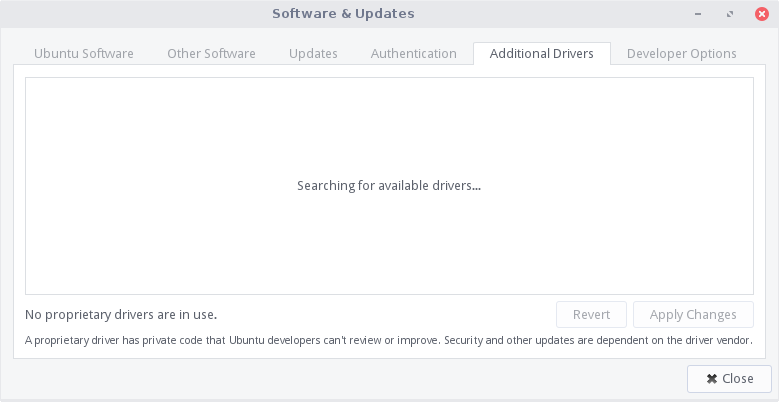 Software & Updates
Ubuntu Software Other Software Updates Authentication Additional Drivers Developer Options
Searching for available drivers...
No proprietary drivers are in use.
Revert Apply Changes
A proprietary driver has private code that Ubuntu developers can't review or improve. Security and other updates are dependent on the driver vendor.
Close